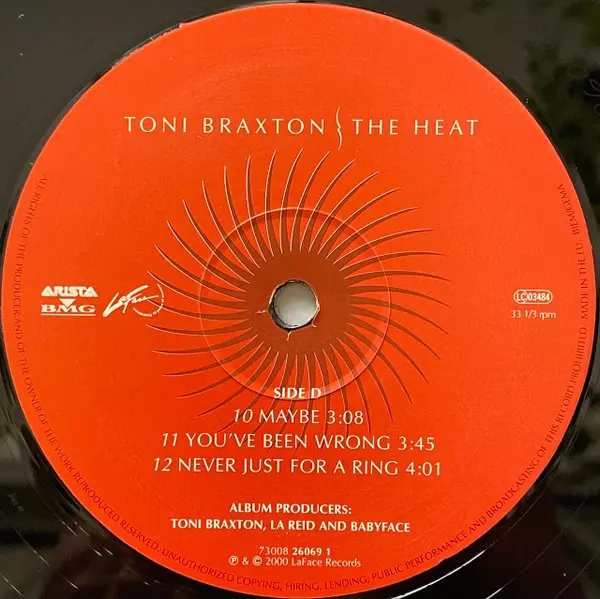 TONI BRAXTON } THE HEAT
ARISTA
BMG
LaFace
LC 03484
33 1/3 rpm
SIDE D
10 MAYBE 3:08
11 YOU'VE BEEN WRONG 3:45
12 NEVER JUST FOR A RING 4:01
ALBUM PRODUCERS:
TONI BRAXTON, LA REID AND BABYFACE
73008 26069 1
℗ & © 2000 LaFace Records
ALL RIGHTS OF THE PRODUCER AND OF THE OWNER OF THE WORK REPRODUCED RESERVED. UNAUTHORIZED COPYING, HIRING, LENDING, PUBLIC PERFORMANCE AND BROADCASTING OF THIS RECORD PROHIBITED. MADE IN THE EU. BIEM/GEMA